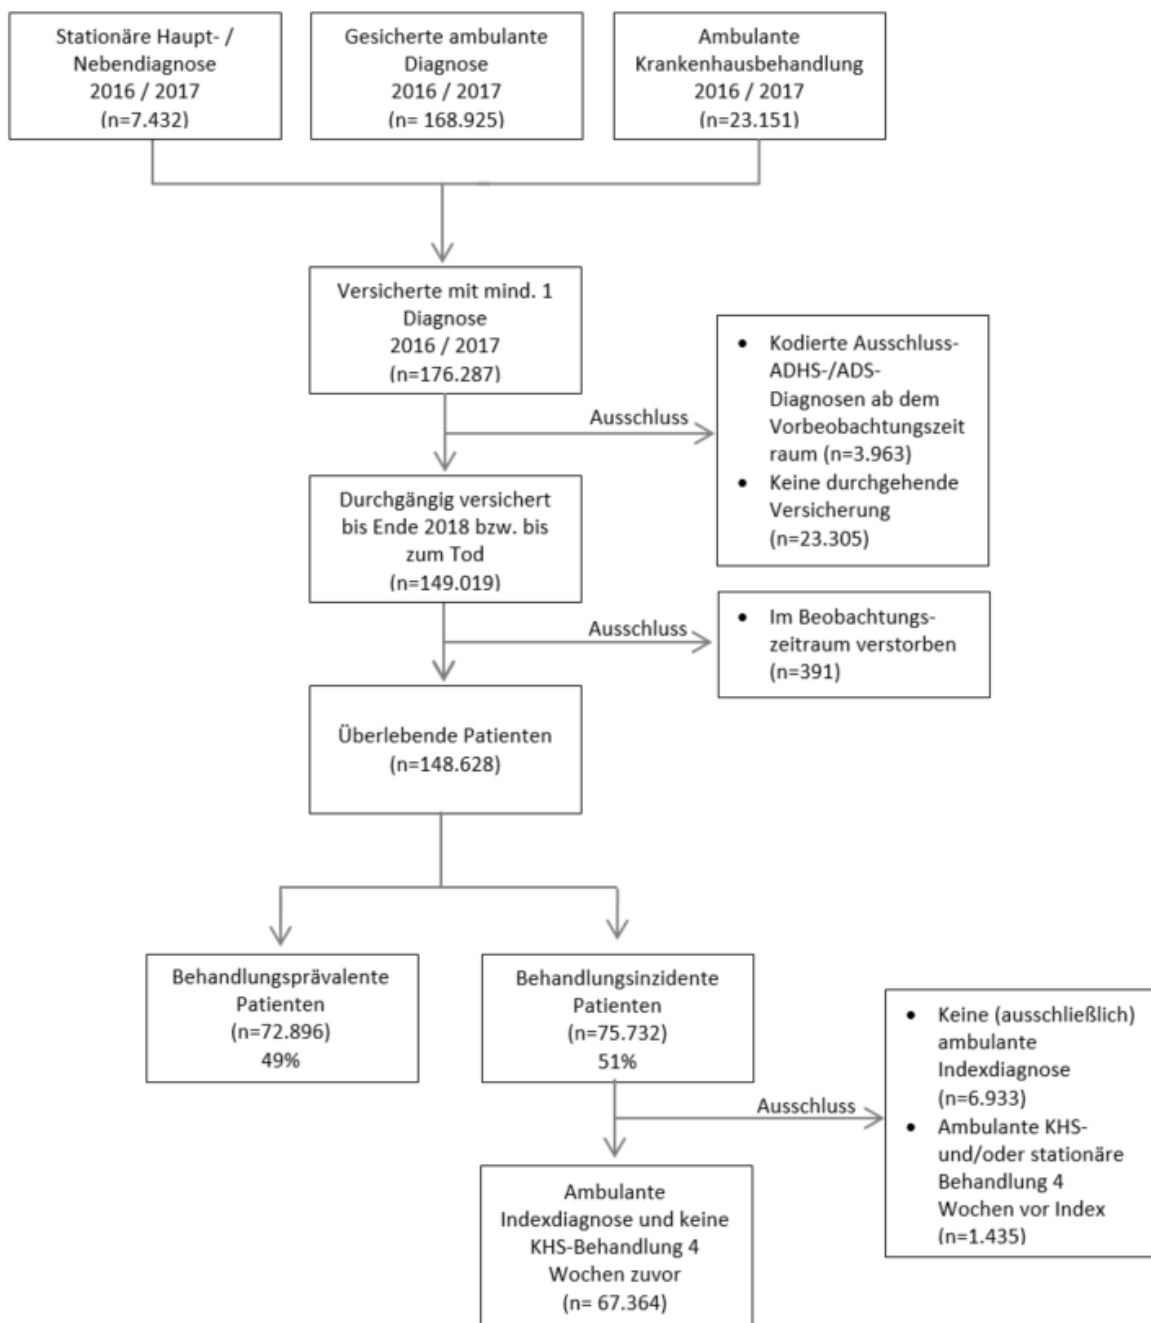 Stationäre Haupt- /
Nebendiagnose
2016 / 2017
(n=7.432)
Gesicherte ambulante
Diagnose
2016 / 2017
(n= 168.925)
Ambulante
Krankenhausbehandlung
2016 / 2017
(n=23.151)
Versicherte mit mind. 1
Diagnose
2016 / 2017
(n=176.287)
Ausschluss
• Kodierte Ausschluss-
ADHS-/ADS-
Diagnosen ab dem
Vorbeobachtungszeit
raum (n=3.963)
• Keine durchgehende
Versicherung
(n=23.305)
Durchgängig versichert
bis Ende 2018 bzw. bis
zum Tod
(n=149.019)
Ausschluss
• Im Beobachtungs-
zeitraum verstorben
(n=391)
Überlebende Patienten
(n=148.628)
Behandlungsprävalente
Patienten
(n=72.896)
49%
Behandlungsinzidente
Patienten
(n=75.732)
51%
Ausschluss
• Keine (ausschließlich)
ambulante
Indexdiagnose
(n=6.933)
• Ambulante KHS-
und/oder stationäre
Behandlung 4
Wochen vor Index
(n=1.435)
Ambulante
Indexdiagnose und keine
KHS-Behandlung 4
Wochen zuvor
(n= 67.364)